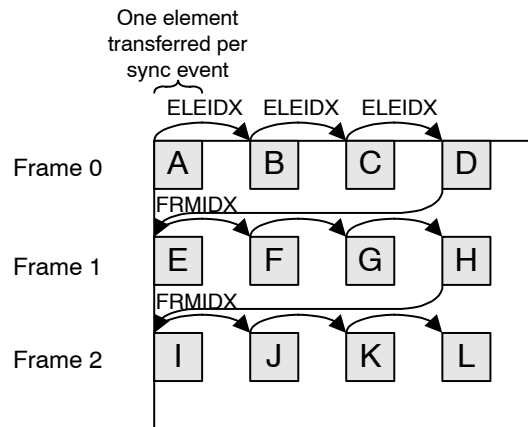 One element
transferred per
sync event
ELEIDX ELEIDX ELEIDX
Frame 0 A B C D
FRMIDX
Frame 1 E F G H
FRMIDX
Frame 2 I J K L